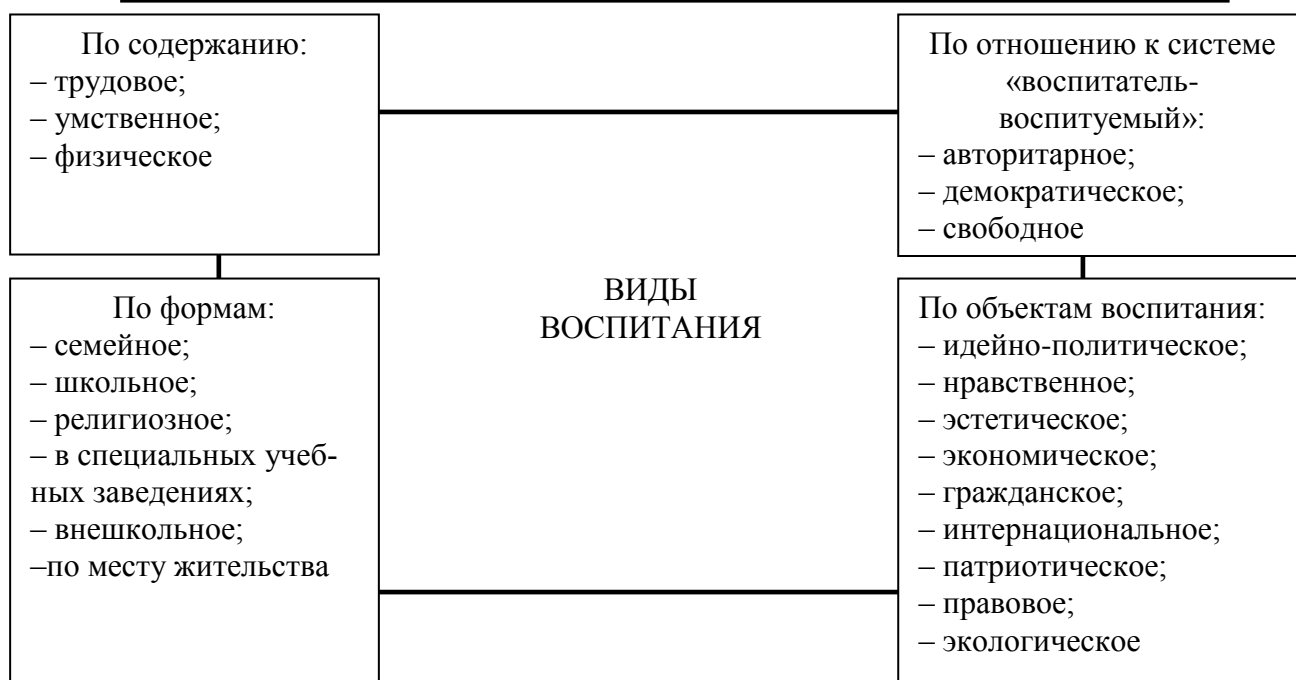 По содержанию:
– трудовое;
– умственное;
– физическое
По отношению к системе
«воспитатель-
воспитуемый»:
– авторитарное;
– демократическое;
– свободное
ВИДЫ
ВОСПИТАНИЯ
По формам:
– семейное;
– школьное;
– религиозное;
– в специальных учеб-
ных заведениях;
– внешкольное;
–по месту жительства
По объектам воспитания:
– идейно-политическое;
– нравственное;
– эстетическое;
– экономическое;
– гражданское;
– интернациональное;
– патриотическое;
– правовое;
– экологическое